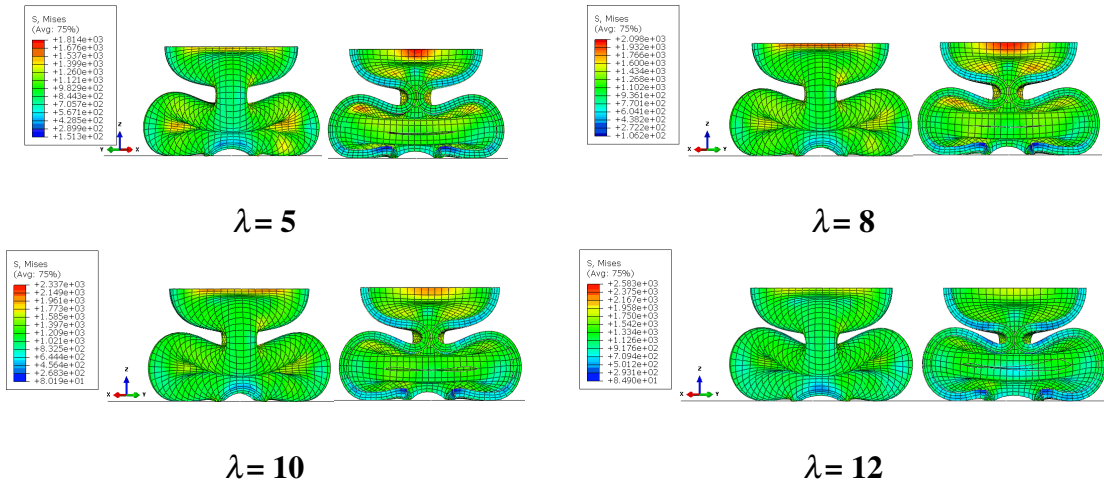 S, Mises
(Avg: 75%)
+1.814e+03
+1.676e+03
+1.537e+03
+1.399e+03
+1.260e+03
+1.121e+03
+9.829e+02
+8.443e+02
+7.057e+02
+5.671e+02
+4.285e+02
+2.899e+02
+1.513e+02
Z
Y X
λ= 5
S, Mises
(Avg: 75%)
+2.098e+03
+1.932e+03
+1.766e+03
+1.600e+03
+1.434e+03
+1.268e+03
+1.102e+03
+9.361e+02
+7.701e+02
+6.041e+02
+4.382e+02
+2.722e+02
+1.062e+02
Z
X Y
λ= 8
S, Mises
(Avg: 75%)
+2.337e+03
+2.149e+03
+1.961e+03
+1.773e+03
+1.585e+03
+1.397e+03
+1.209e+03
+1.021e+03
+8.325e+02
+6.444e+02
+4.564e+02
+2.683e+02
+8.019e+01
Z
X Y
λ= 10
S, Mises
(Avg: 75%)
+2.583e+03
+2.375e+03
+2.167e+03
+1.958e+03
+1.750e+03
+1.542e+03
+1.334e+03
+1.126e+03
+9.176e+02
+7.094e+02
+5.012e+02
+2.931e+02
+8.490e+01
Z
X Y
λ= 12